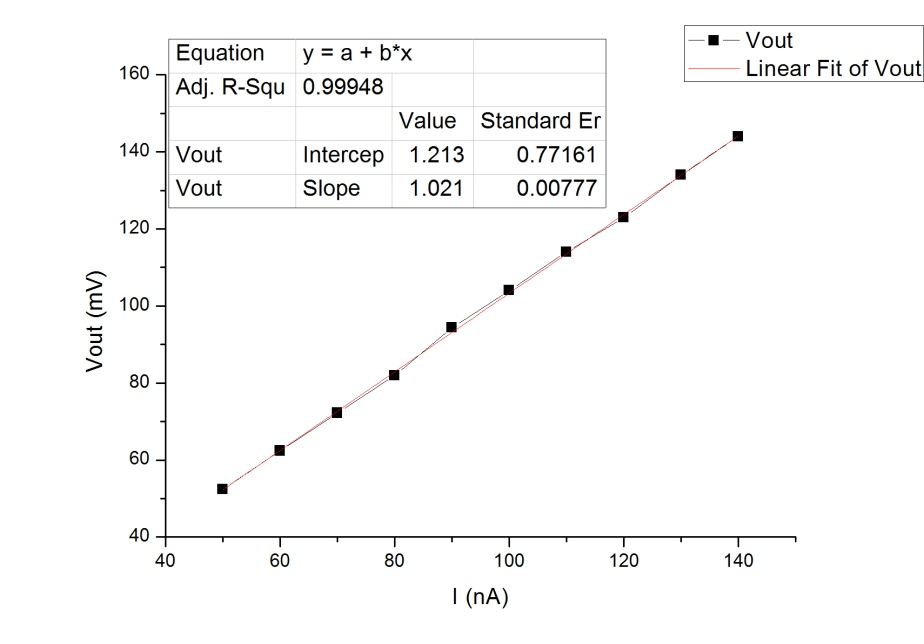 Vout
Linear Fit of Vout
Equation y = a + b*x
Adj. R-Squ 0.99948
Value Standard Er
Vout Intercep 1.213 0.77161
Vout Slope 1.021 0.00777
160
140
120
100
80
60
40
Vout (mV)
40 60 80 100 120 140
I (nA)